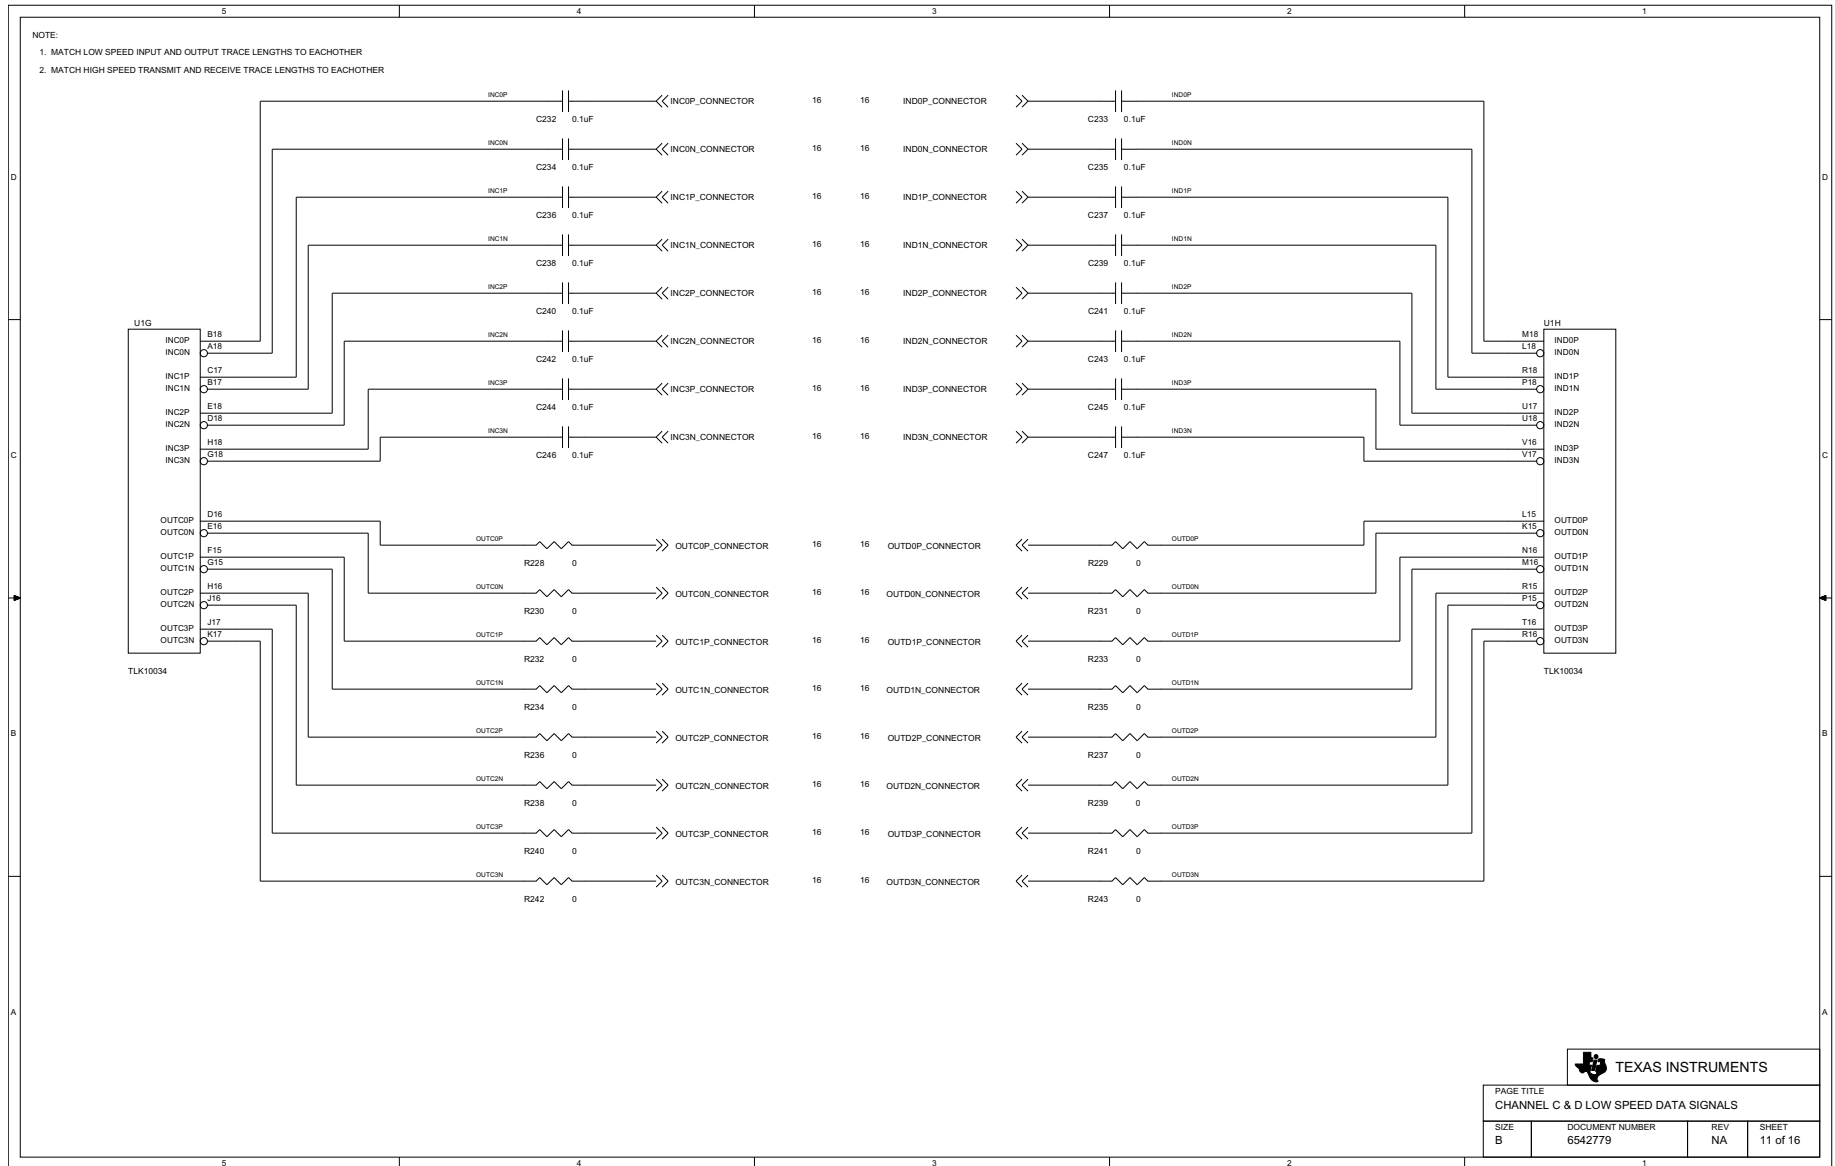 5 4 3 2 1
NOTE:
1. MATCH LOW SPEED INPUT AND OUTPUT TRACE LENGTHS TO EACHOTHER
2. MATCH HIGH SPEED TRANSMIT AND RECEIVE TRACE LENGTHS TO EACHOTHER
INC0P INC0P_CONNECTOR 16 16 IND0P_CONNECTOR IND0P
C232 0.1uF C233 0.1uF
INC0N INC0N_CONNECTOR 16 16 IND0N_CONNECTOR IND0N
C234 0.1uF C235 0.1uF
D D
INC1P INC1P_CONNECTOR 16 16 IND1P_CONNECTOR IND1P
C236 0.1uF C237 0.1uF
INC1N INC1N_CONNECTOR 16 16 IND1N_CONNECTOR IND1N
C238 0.1uF C239 0.1uF
INC2P INC2P_CONNECTOR 16 16 IND2P_CONNECTOR IND2P
C240 0.1uF C241 0.1uF
INC2N INC2N_CONNECTOR 16 16 IND2N_CONNECTOR IND2N
C242 0.1uF C243 0.1uF
INC3P INC3P_CONNECTOR 16 16 IND3P_CONNECTOR IND3P
C244 0.1uF C245 0.1uF
INC3N INC3N_CONNECTOR 16 16 IND3N_CONNECTOR IND3N
C246 0.1uF C247 0.1uF
C C
U1G
INC0P B18
INC0N A18
INC1P C17
INC1N B17
INC2P E18
INC2N D18
INC3P H18
INC3N G18
OUTC0P D16
OUTC0N E16
OUTC1P F15
OUTC1N G15
OUTC2P H16
OUTC2N J16
OUTC3P J17
OUTC3N K17
TLK10034
U1H
M18 IND0P
L18 IND0N
R18 IND1P
P18 IND1N
U17 IND2P
U18 IND2N
V16 IND3P
V17 IND3N
L15 OUTD0P
K15 OUTD0N
N16 OUTD1P
M16 OUTD1N
R15 OUTD2P
P15 OUTD2N
T16 OUTD3P
R16 OUTD3N
TLK10034
OUTC0P OUTC0P_CONNECTOR 16 16 OUTD0P_CONNECTOR OUTD0P
R228 0 R229 0
OUTC0N OUTC0N_CONNECTOR 16 16 OUTD0N_CONNECTOR OUTD0N
R230 0 R231 0
OUTC1P OUTC1P_CONNECTOR 16 16 OUTD1P_CONNECTOR OUTD1P
R232 0 R233 0
OUTC1N OUTC1N_CONNECTOR 16 16 OUTD1N_CONNECTOR OUTD1N
R234 0 R235 0
B B
OUTC2P OUTC2P_CONNECTOR 16 16 OUTD2P_CONNECTOR OUTD2P
R236 0 R237 0
OUTC2N OUTC2N_CONNECTOR 16 16 OUTD2N_CONNECTOR OUTD2N
R238 0 R239 0
OUTC3P OUTC3P_CONNECTOR 16 16 OUTD3P_CONNECTOR OUTD3P
R240 0 R241 0
OUTC3N OUTC3N_CONNECTOR 16 16 OUTD3N_CONNECTOR OUTD3N
R242 0 R243 0
A A
TEXAS INSTRUMENTS
PAGE TITLE
CHANNEL C & D LOW SPEED DATA SIGNALS
SIZE DOCUMENT NUMBER REV SHEET
B 6542779 NA 11 of 16
5 4 3 2 1